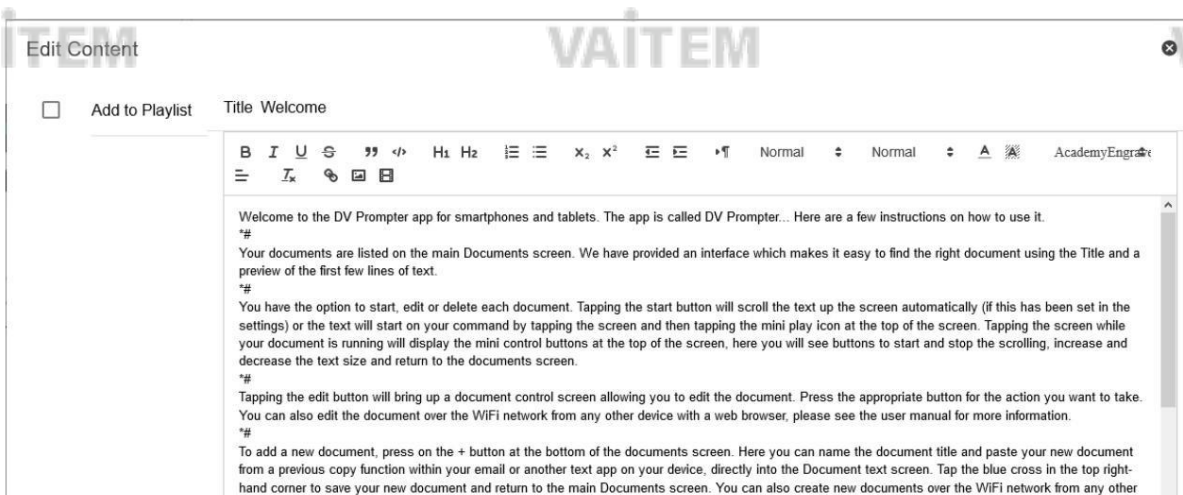 VAİTEM
Edit Content
Add to Playlist
Title Welcome
B I U S ” </> H1 H2 X2 X² ¶ Normal Normal A A AcademyEngrave
Tx
Welcome to the DV Prompter app for smartphones and tablets. The app is called DV Prompter... Here are a few instructions on how to use it.
*#
Your documents are listed on the main Documents screen. We have provided an interface which makes it easy to find the right document using the Title and a
preview of the first few lines of text.
*#
You have the option to start, edit or delete each document. Tapping the start button will scroll the text up the screen automatically (if this has been set in the
settings) or the text will start on your command by tapping the screen and then tapping the mini play icon at the top of the screen. Tapping the screen while
your document is running will display the mini control buttons at the top of the screen, here you will see buttons to start and stop the scrolling, increase and
decrease the text size and return to the documents screen.
*#
Tapping the edit button will bring up a document control screen allowing you to edit the document. Press the appropriate button for the action you want to take.
You can also edit the document over the WiFi network from any other device with a web browser, please see the user manual for more information.
*#
To add a new document, press on the + button at the bottom of the documents screen. Here you can name the document title and paste your new document
from a previous copy function within your email or another text app on your device, directly into the Document text screen. Tap the blue cross in the top right-
hand corner to save your new document and return to the main Documents screen. You can also create new documents over the WiFi network from any other